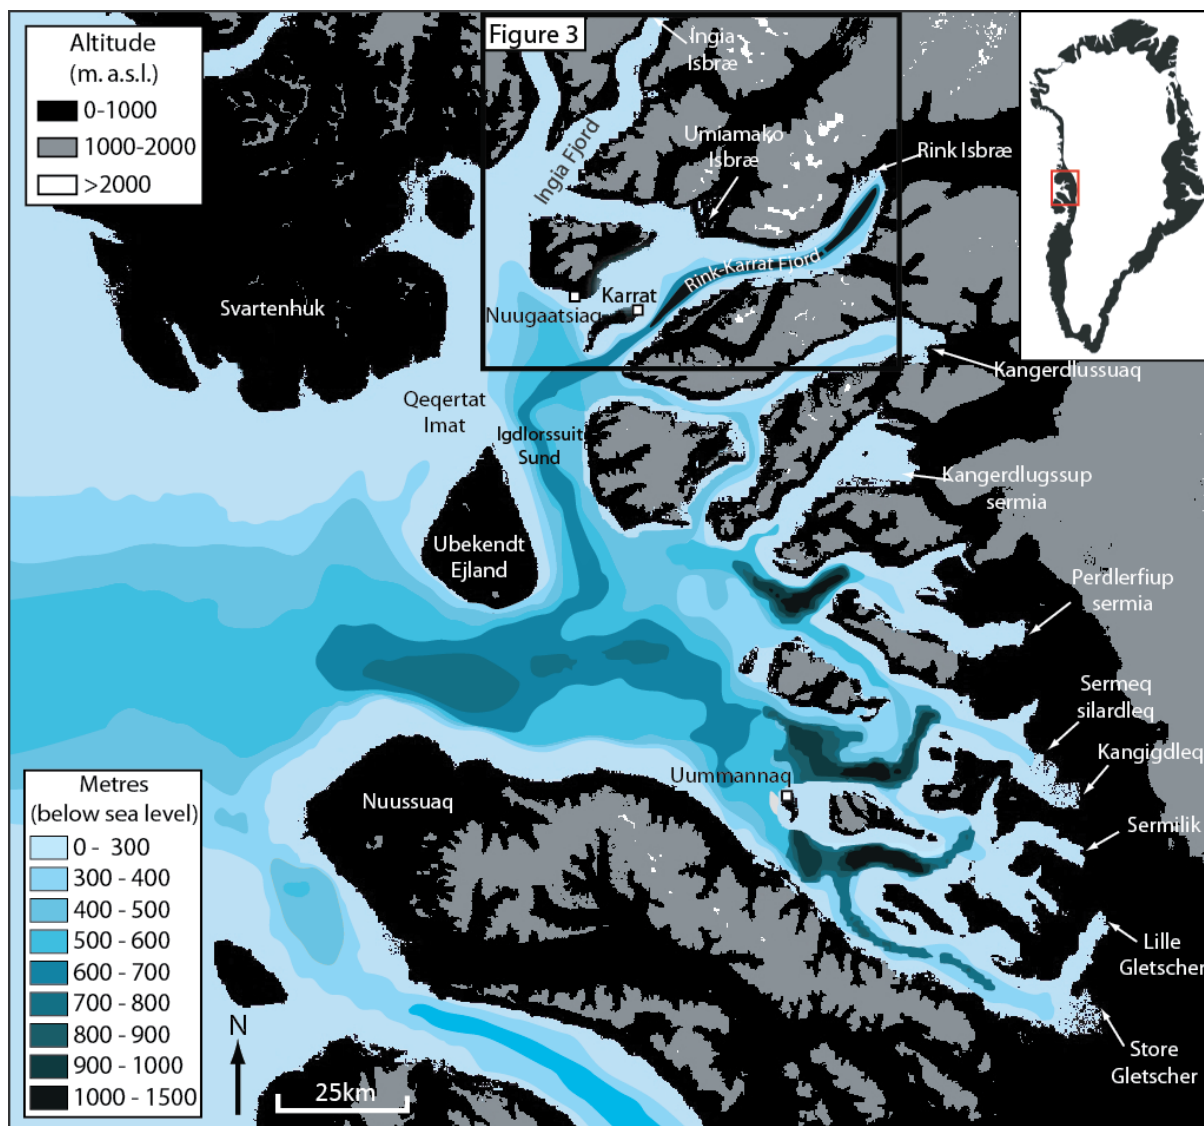 Altitude
(m. a.s.l.)
0-1000
1000-2000
>2000
Figure 3
Ingia
Isbræ
Ingia Fjord
Umiamako
Isbræ
Rink Isbræ
Rink-Karrat Fjord
Karrat
Nuugaatsiaq
Svartenhuk
Kangerdlussuaq
Qeqertat
Imat
Igdlorssuit
Sund
Kangerdlugssup
sermia
Ubekendt
Ejland
Perdlerfiup
sermia
Sermeq
silardleq
Kangigdleq
Uummannaq
Nuussuaq
Sermilik
Lille
Gletscher
Store
Gletscher
Metres
(below sea level)
0 - 300
300 - 400
400 - 500
500 - 600
600 - 700
700 - 800
800 - 900
900 - 1000
1000 - 1500
N
25km